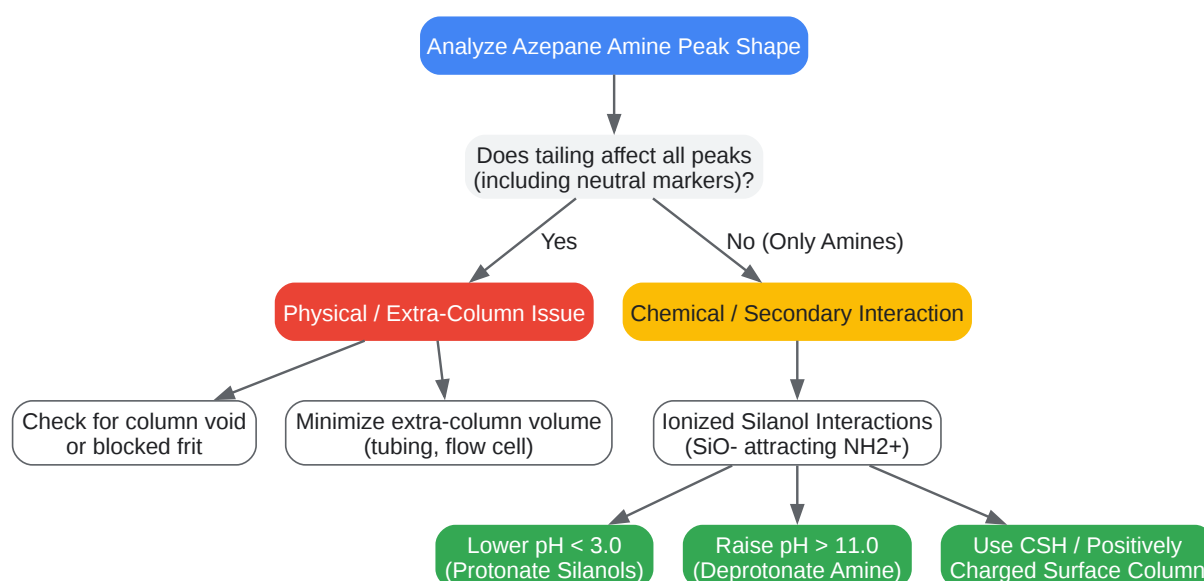 Analyze Azepane Amine Peak Shape
Does tailing affect all peaks
(including neutral markers)?
Yes
No (Only Amines)
Physical / Extra-Column Issue
Chemical / Secondary Interaction
Check for column void
or blocked frit
Minimize extra-column volume
(tubing, flow cell)
Ionized Silanol Interactions
(SiO- attracting NH2+)
Lower pH < 3.0
(Protonate Silanols)
Raise pH > 11.0
(Deprotonate Amine)
Use CSH / Positively
Charged Surface Column